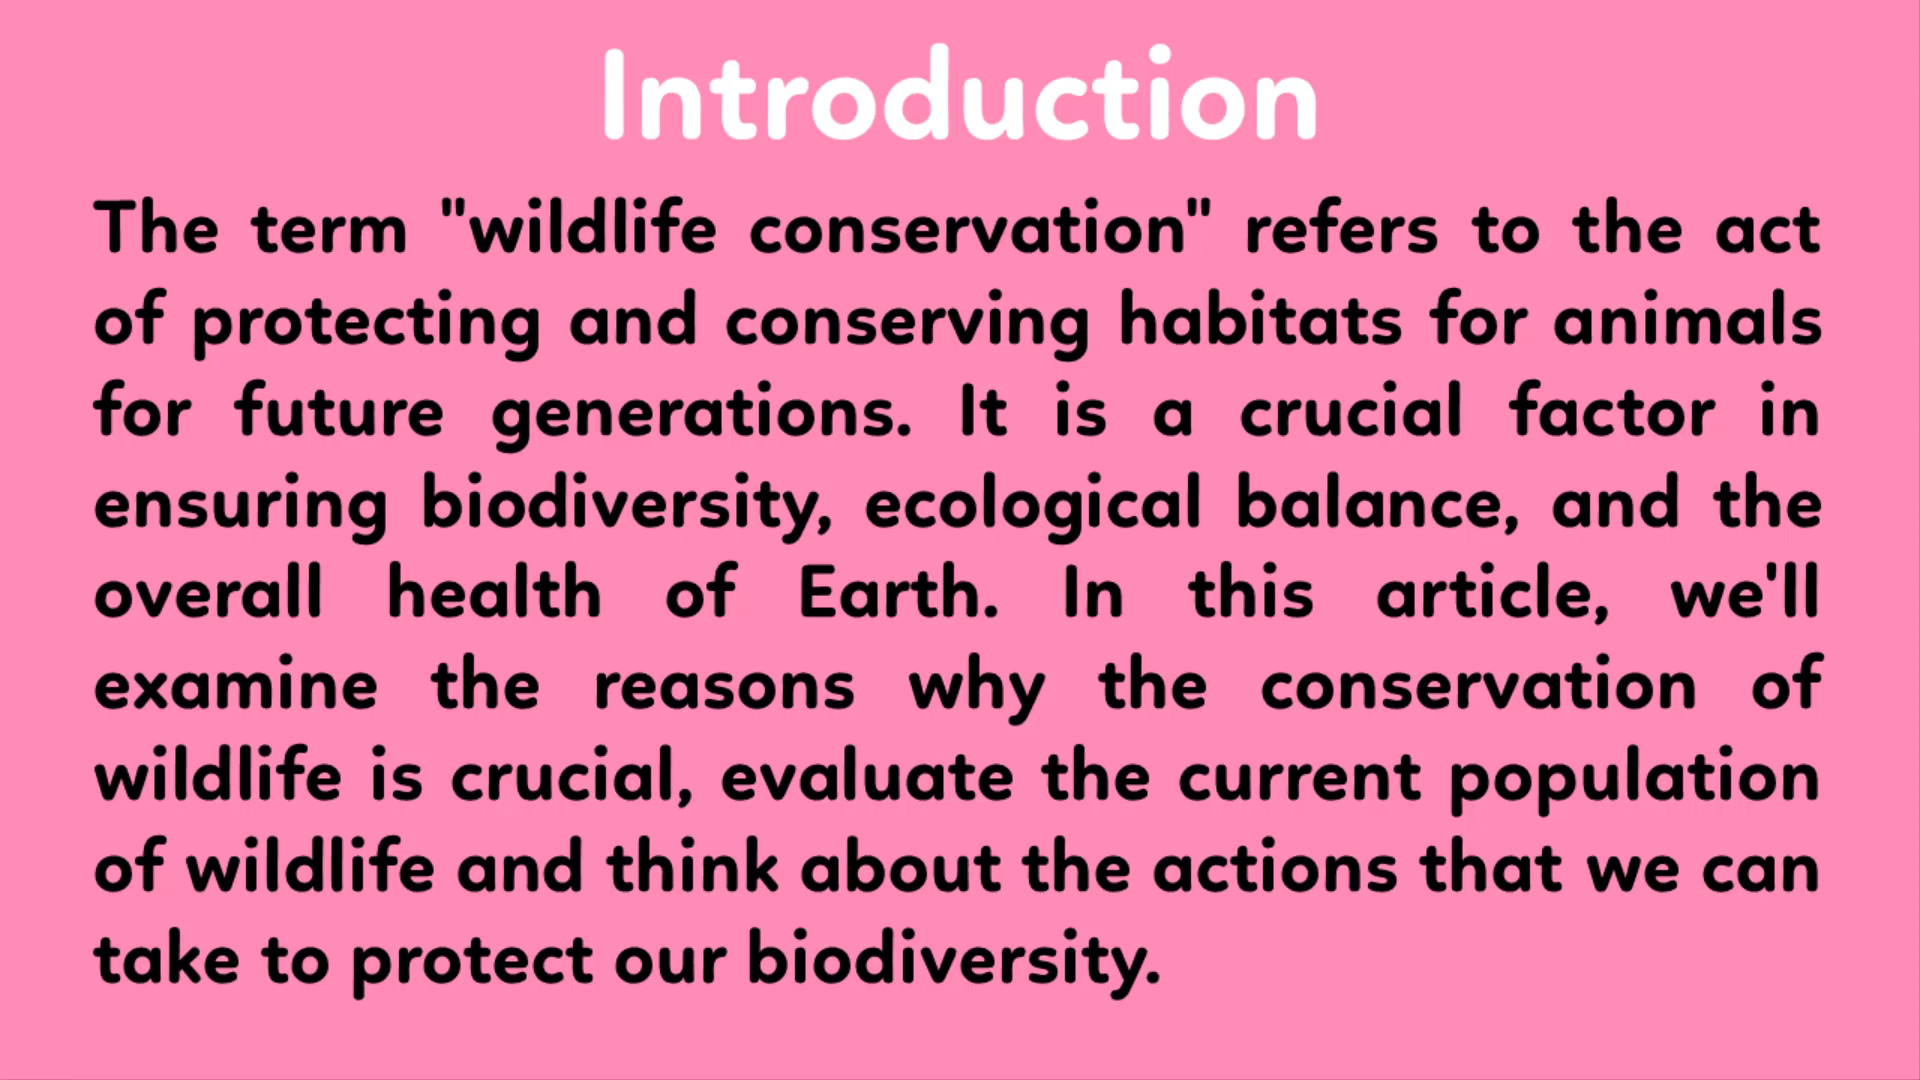 Introduction
The term "wildlife conservation" refers to the act
of protecting and conserving habitats for animals
for future generations. It is a crucial factor in
ensuring biodiversity, ecological balance, and the
overall health of Earth. In this article, we'll
examine the reasons why the conservation of
wildlife is crucial, evaluate the current population
of wildlife and think about the actions that we can
take to protect our biodiversity.